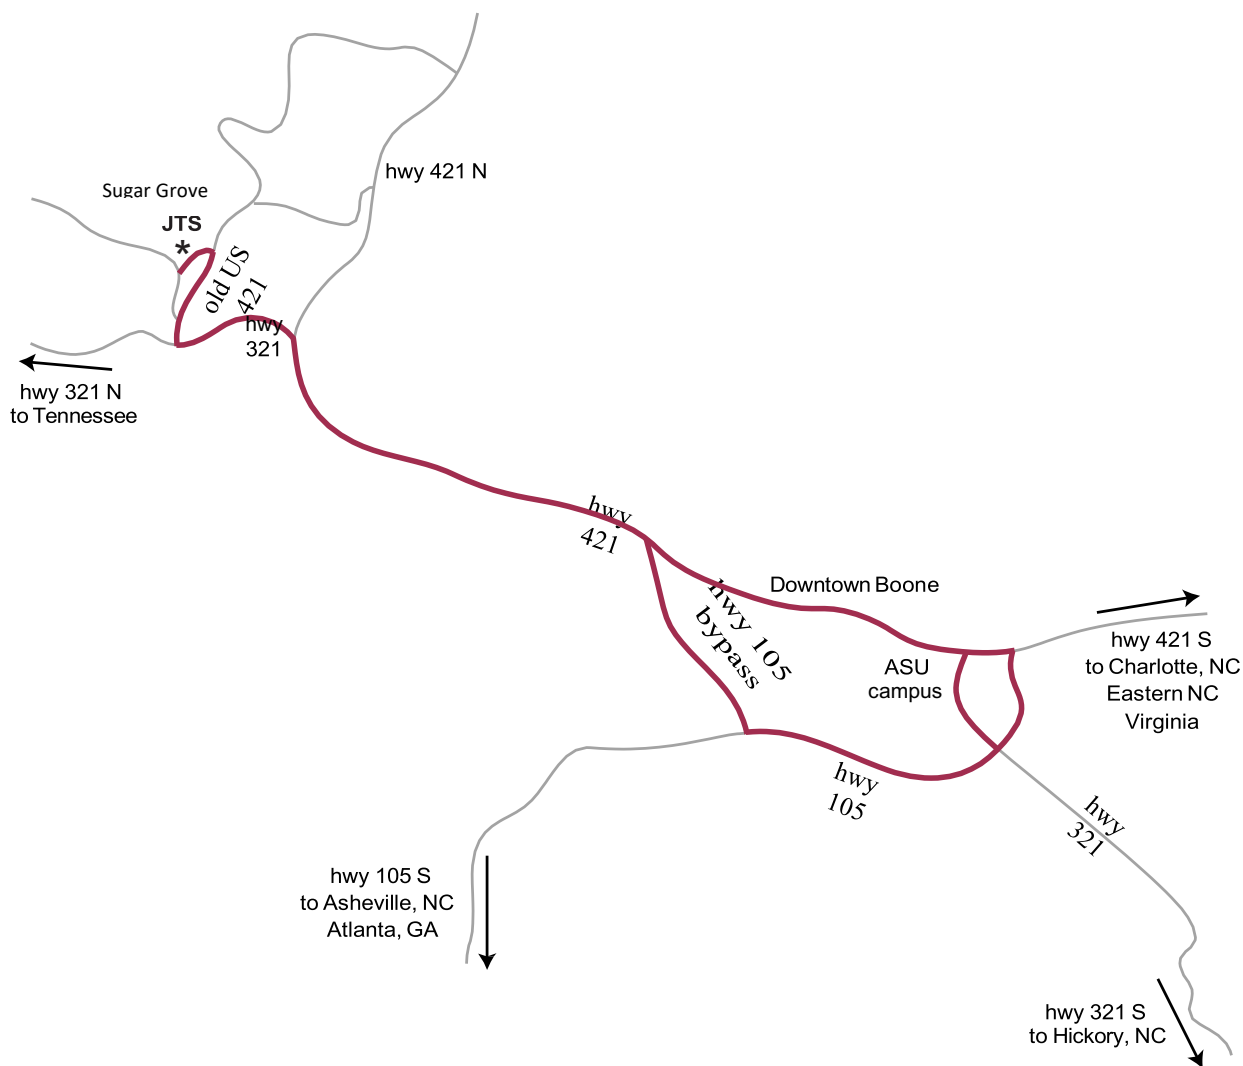 hwy 421 N
Sugar Grove
JTS
*
old US
421
hwy
321
hwy 321 N
to Tennessee
hwy
421
Downtown Boone
hwy 105
bypass
hwy 421 S
to Charlotte, NC
Eastern NC
Virginia
ASU
campus
hwy
105
hwy
321
hwy 105 S
to Asheville, NC
Atlanta, GA
hwy 321 S
to Hickory, NC